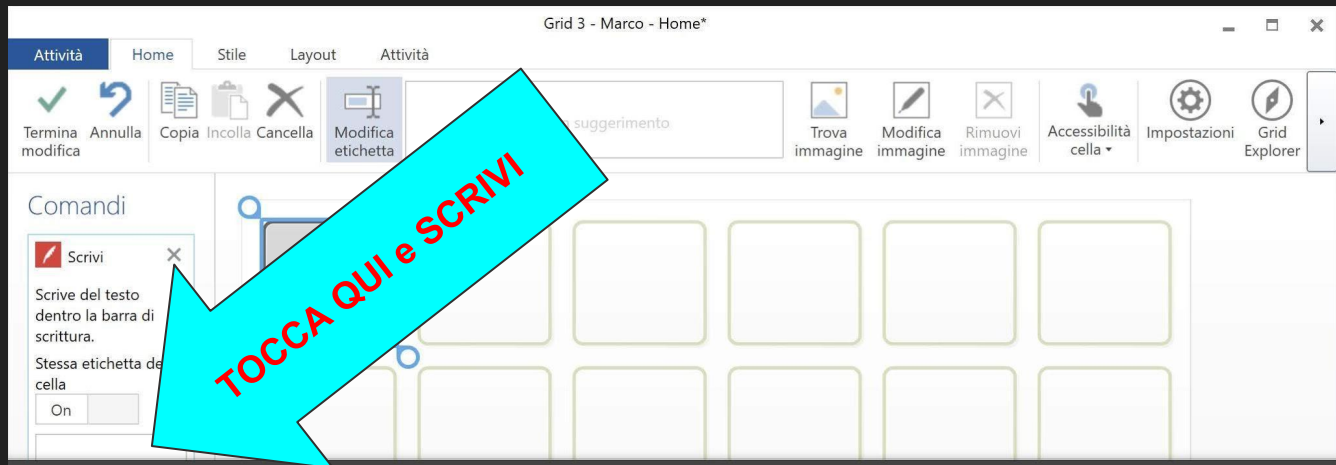 Grid 3 - Marco - Home*
Attività Home Stile Layout Attività
Termina modifica
Annulla
Copia
Incolla
Cancella
Modifica etichetta
suggerimento
Trova immagine
Modifica immagine
Rimuovi immagine
Accessibilità cella
Impostazioni
Grid Explorer
Comandi
Scrivi
Scrive del testo
dentro la barra di
scrittura.
Stessa etichetta
cella
On
TOCCA QUI e SCRIVI